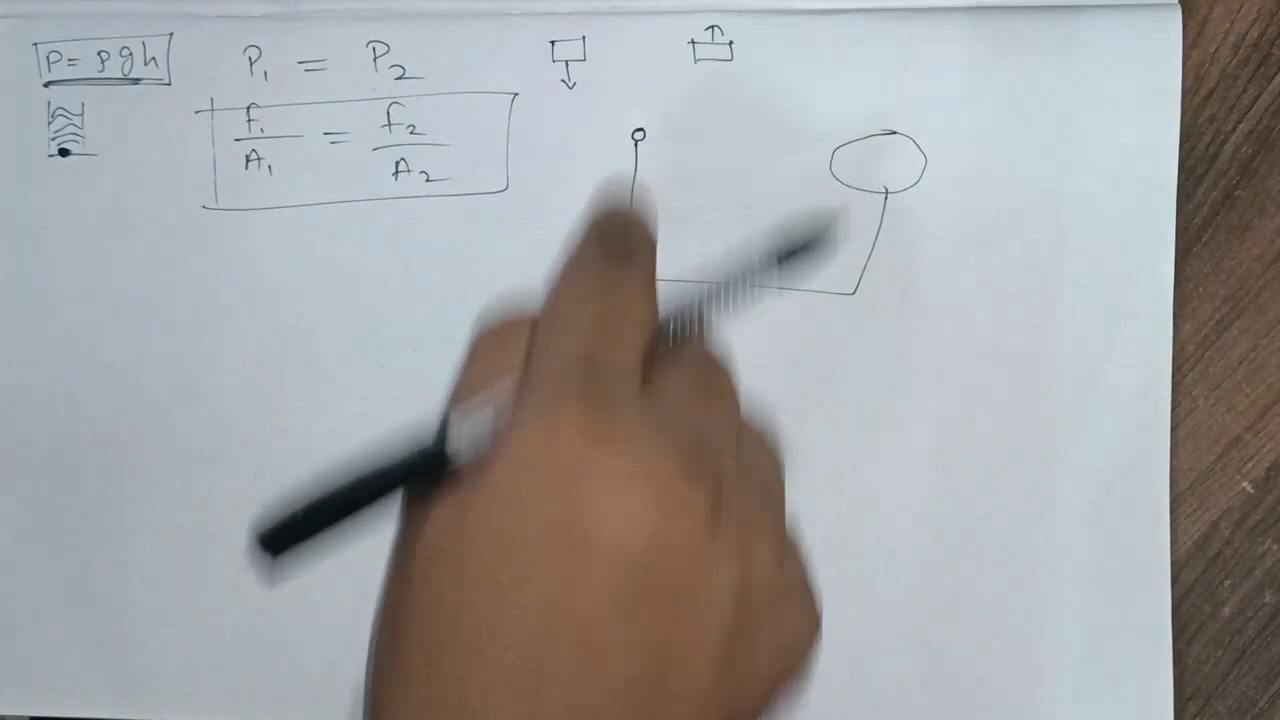 P = ρgh
P₁ = P₂
f₁/A₁ = f₂/A₂